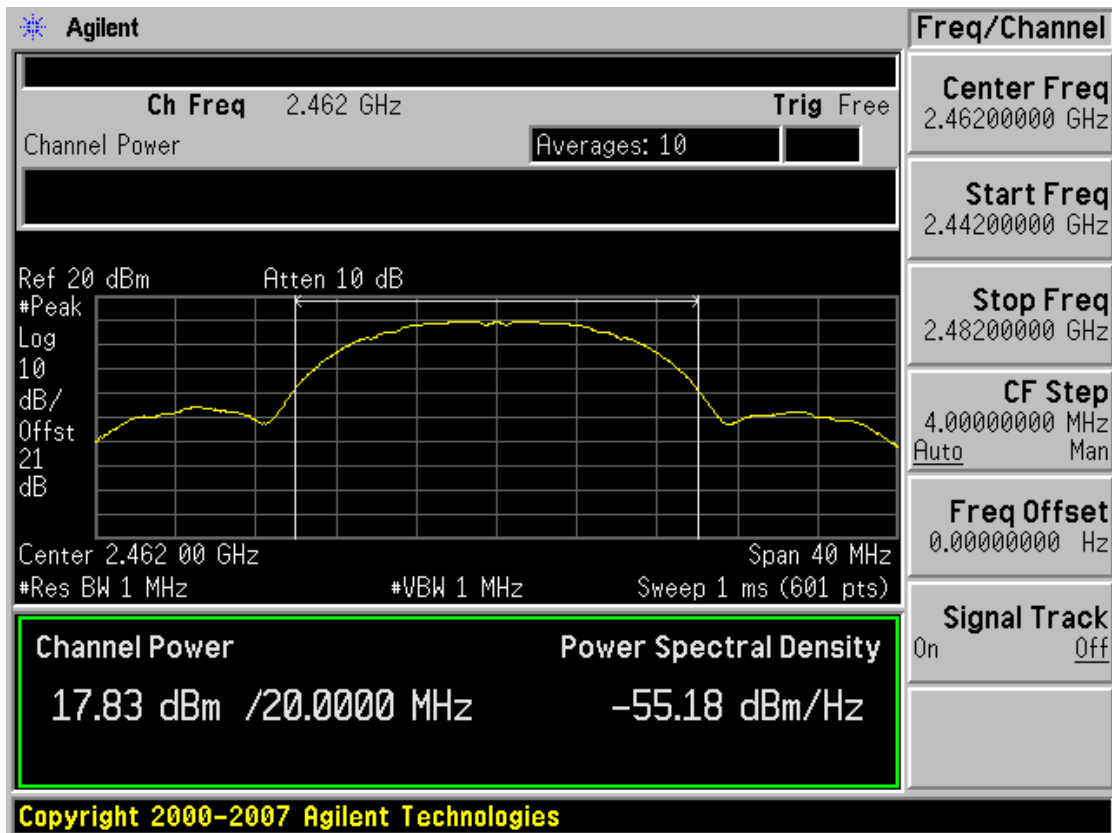 Agilent
Ch Freq 2.462 GHz Trig Free
Channel Power Averages: 10
Ref 20 dBm Atten 10 dB
#Peak
Log
10
dB/
Offst
21
dB
Center 2.462 00 GHz Span 40 MHz
#Res BW 1 MHz #VBW 1 MHz Sweep 1 ms (601 pts)
Channel Power Power Spectral Density
17.83 dBm /20.0000 MHz -55.18 dBm/Hz
Copyright 2000-2007 Agilent Technologies
Freq/Channel
Center Freq
2.46200000 GHz
Start Freq
2.44200000 GHz
Stop Freq
2.48200000 GHz
CF Step
4.00000000 MHz
Auto Man
Freq Offset
0.00000000 Hz
Signal Track
On Off